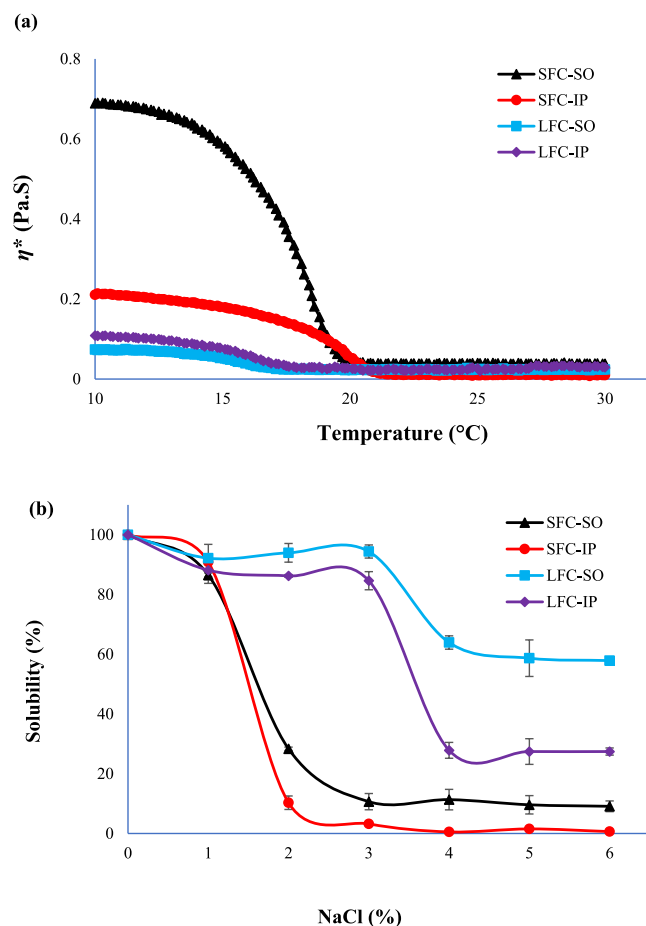 (a)
0.8
0.6
0.4
0.2
0
η* (Pa.S)
SFC-SO
SFC-IP
LFC-SO
LFC-IP
10 15 20 25 30
Temperature (°C)
(b)
100
80
60
40
20
0
Solubility (%)
SFC-SO
SFC-IP
LFC-SO
LFC-IP
0 1 2 3 4 5 6
NaCl (%)